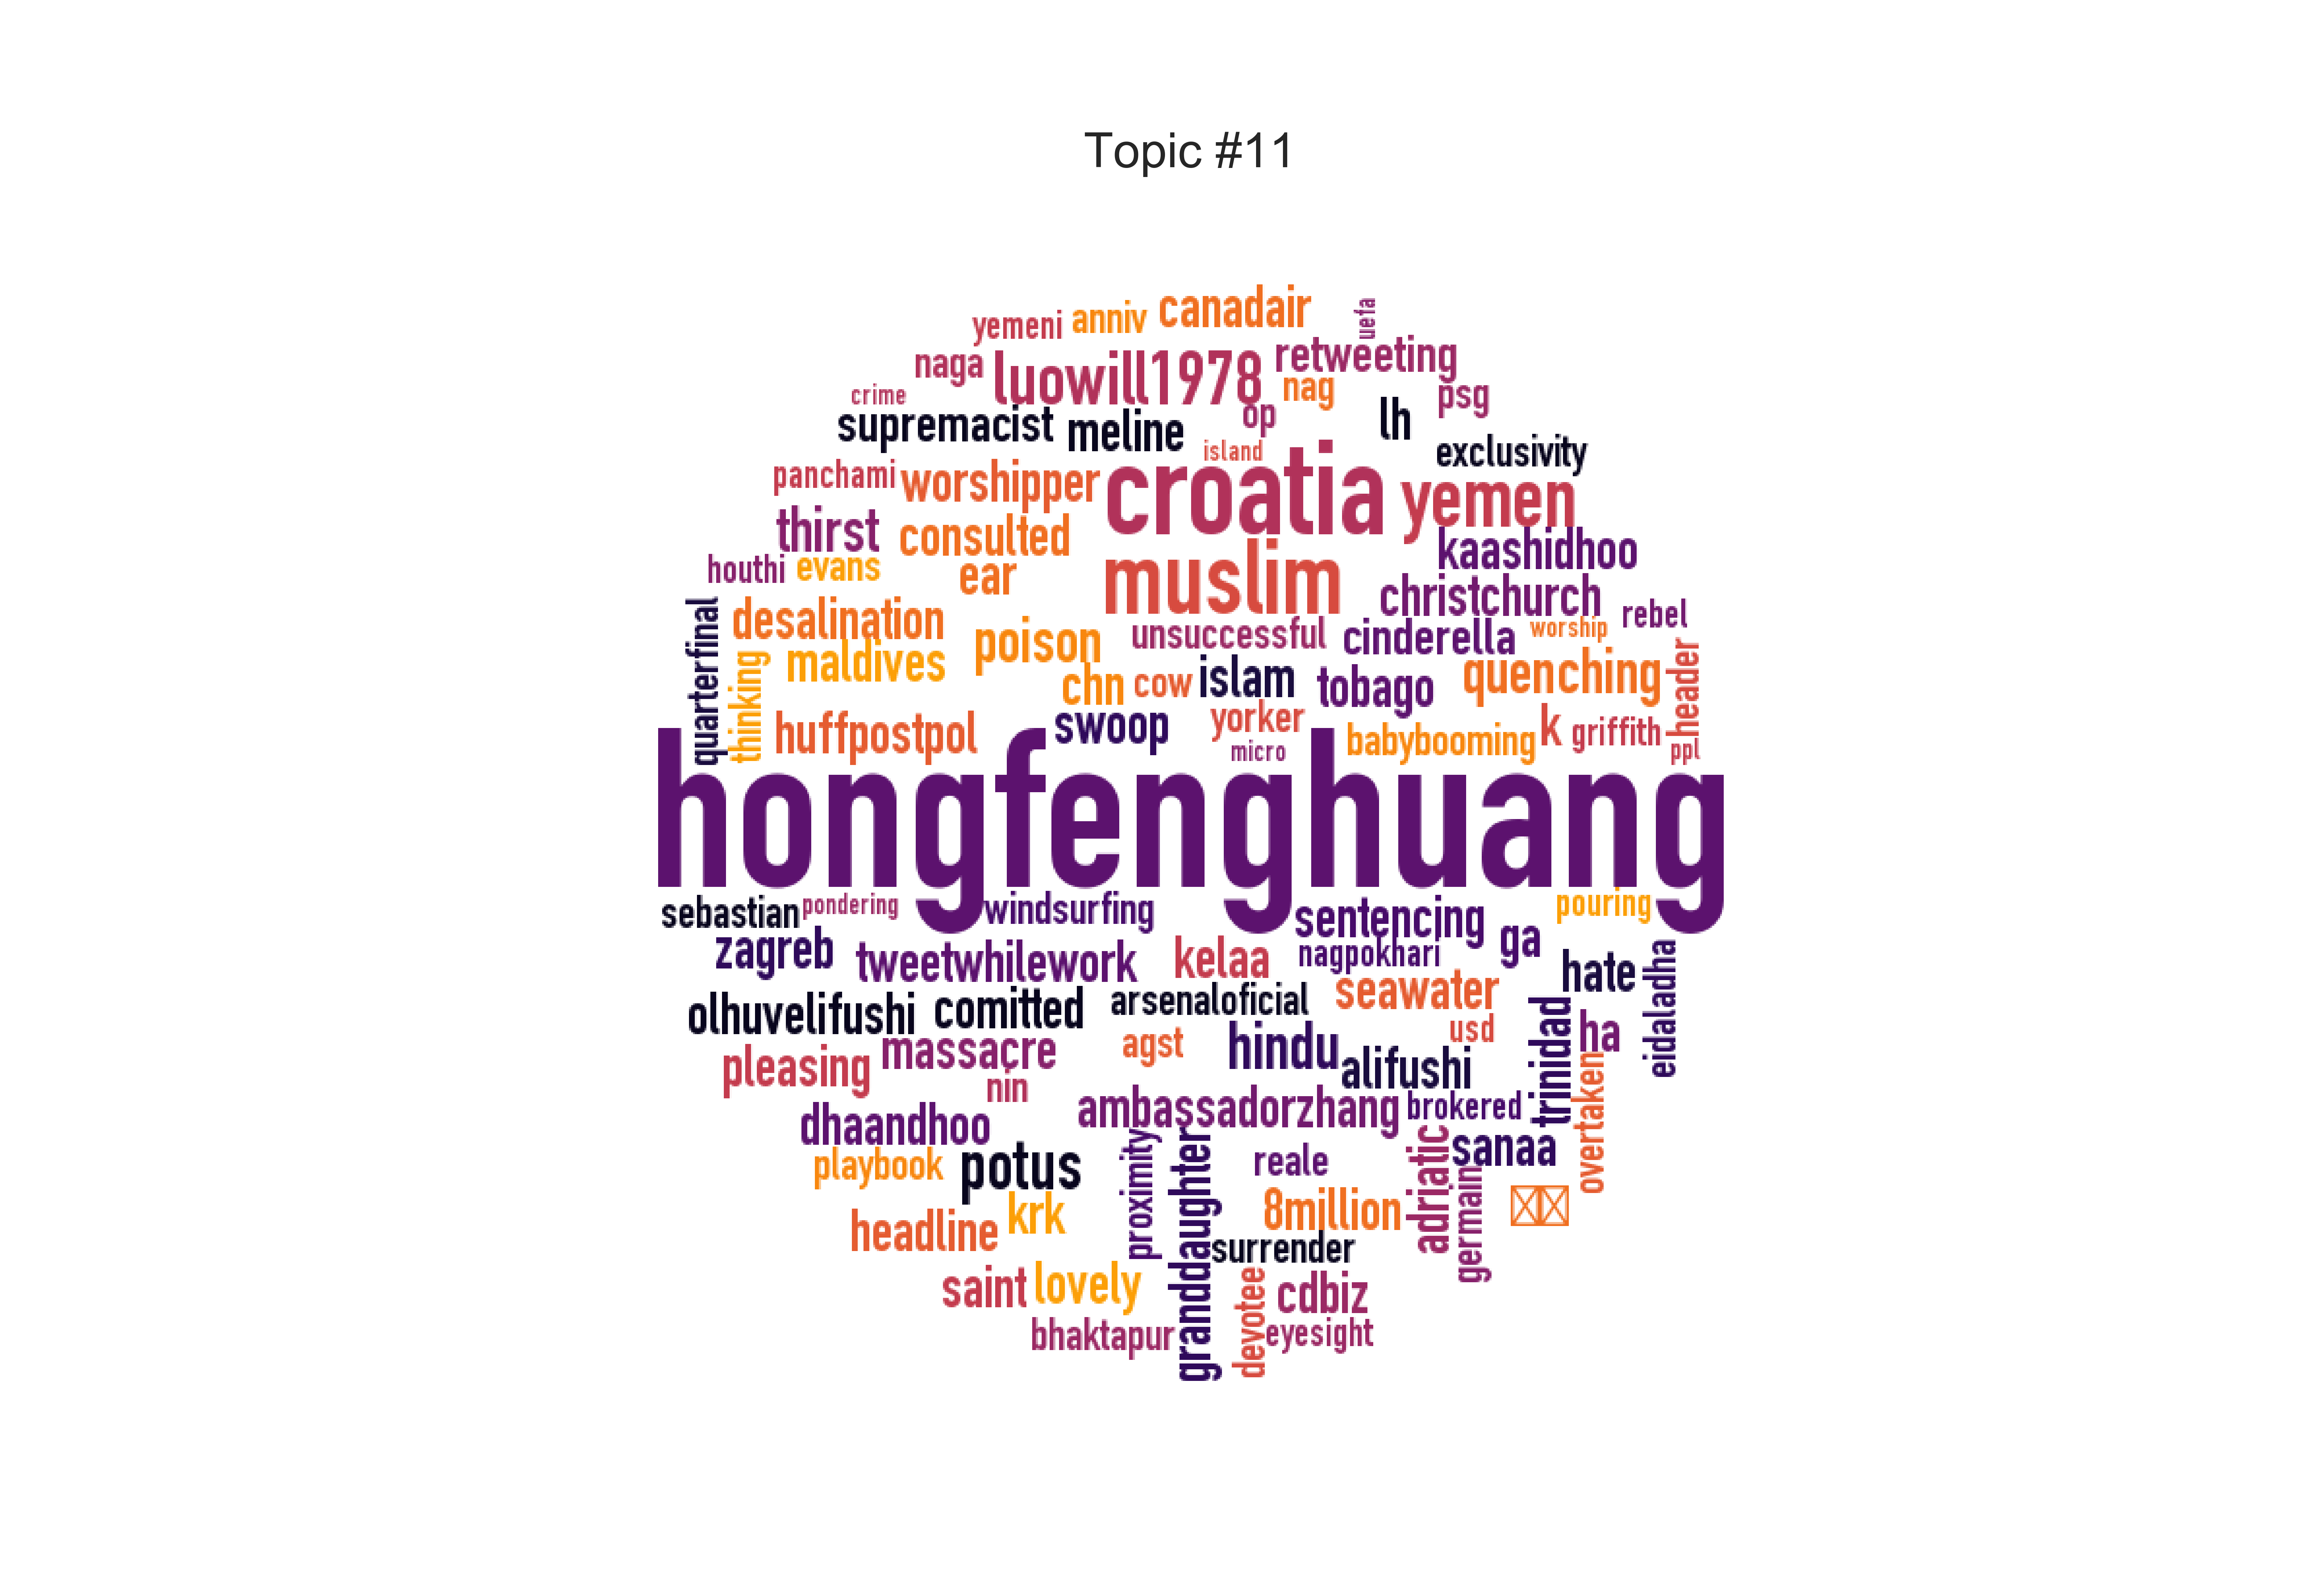 Topic #11
yemeni anniv canadair uefa
naga luowill1978 retweeting
crime nag psg
supremacist meline op lh
island exclusivity
panchami worshipper croatia yemen
thirst consulted kaashidhoo
houthi evans ear muslim christchurch
desalination rebel
quarterfinal poison unsuccessful cinderella worship
thinking maldives chn cow islam tobago quenching header
huffpostpol swoop yorker babybooming k griffith
micro ppl
hongfenghuang
sebastian pondering windsurfing sentencing pouring
zagreb tweetwhilework kelaa nagpokhari ga
olhuvelifushi comitted arsenaloficial seawater hate eidaladha
pleasing massacre agst hindu usd trinidad ha
nin alifushi overtaken
dhaandhoo ambassadorzhang brokered
playbook potus proximity reale adriatic sanaa
headline krk granddaughter 8million germain
surrender
saint lovely devotee cdbiz
bhaktapur eyesight